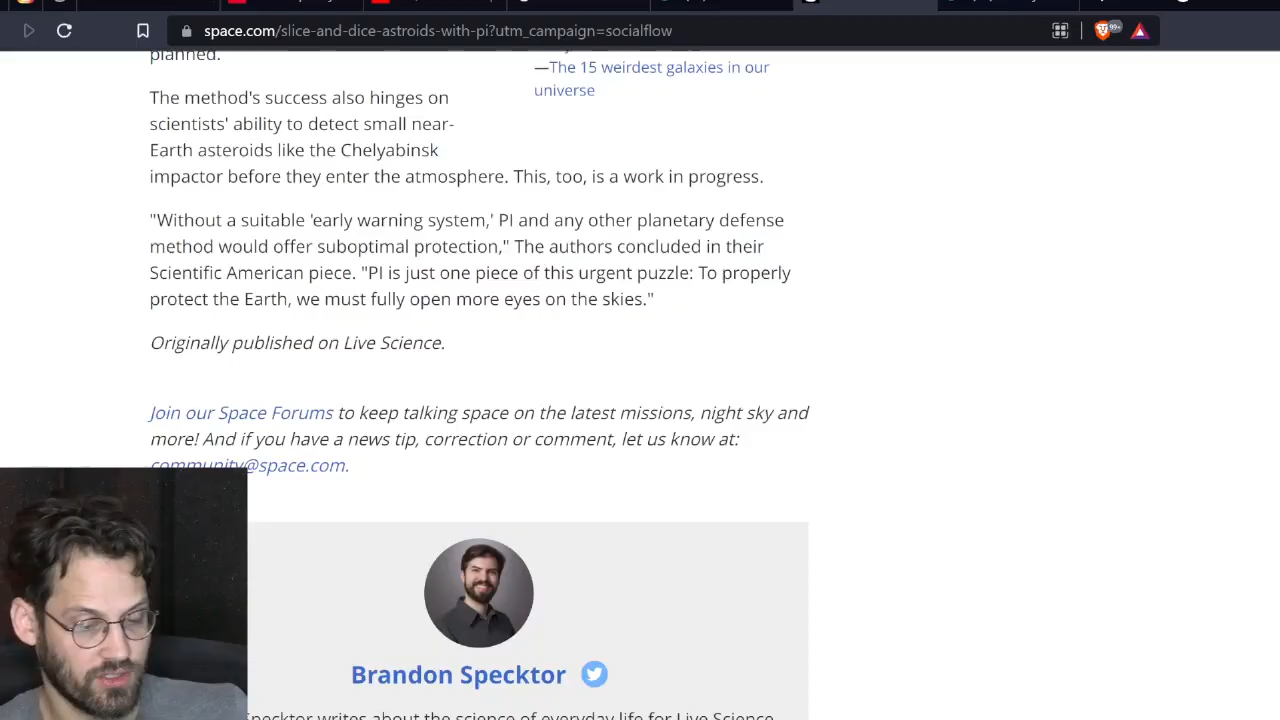 space.com/slice-and-dice-astroids-with-pi?utm_campaign=socialflow
99+
planned.
—The 15 weirdest galaxies in our
universe
The method's success also hinges on
scientists' ability to detect small near-
Earth asteroids like the Chelyabinsk
impactor before they enter the atmosphere. This, too, is a work in progress.
"Without a suitable 'early warning system,' PI and any other planetary defense
method would offer suboptimal protection," The authors concluded in their
Scientific American piece. "PI is just one piece of this urgent puzzle: To properly
protect the Earth, we must fully open more eyes on the skies."
Originally published on Live Science.
Join our Space Forums to keep talking space on the latest missions, night sky and
more! And if you have a news tip, correction or comment, let us know at:
community@space.com.
Brandon Specktor
Specktor writes about the science of everyday life for Live Science